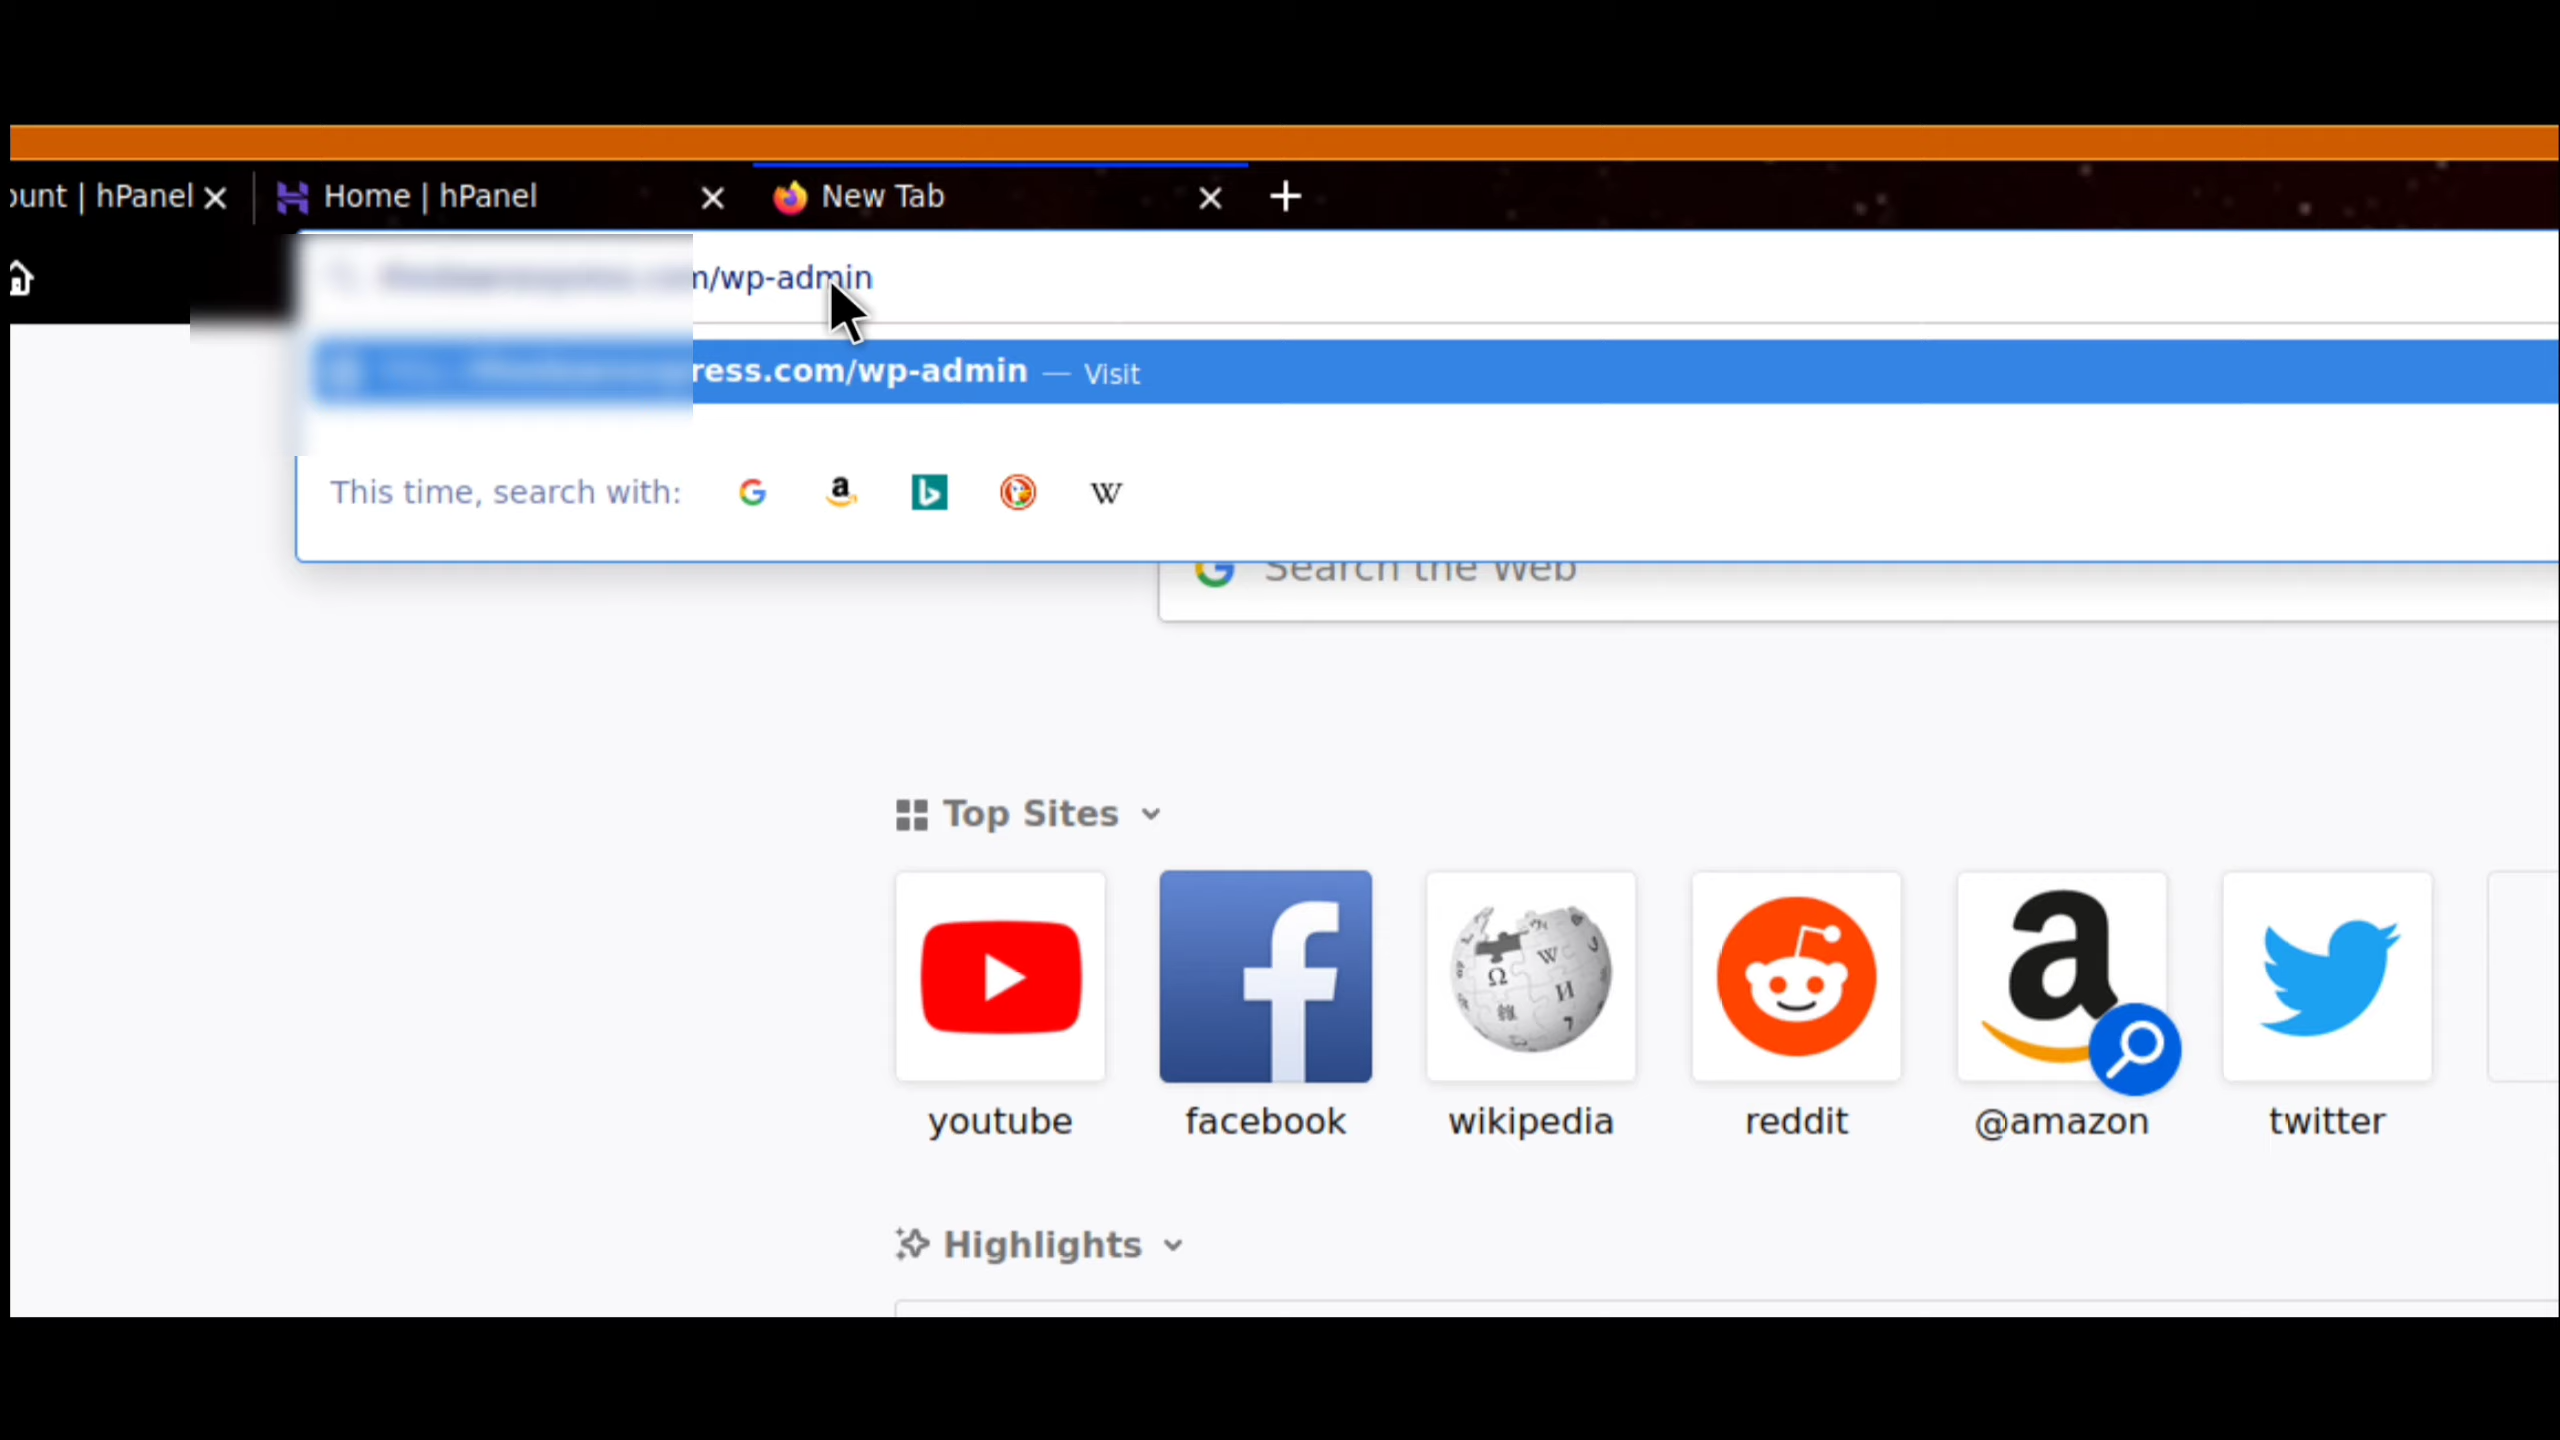 ount | hPanel
Home | hPanel
New Tab
m/wp-admin
ress.com/wp-admin — Visit
This time, search with:
Search the Web
Top Sites
youtube
facebook
wikipedia
reddit
@amazon
twitter
Highlights